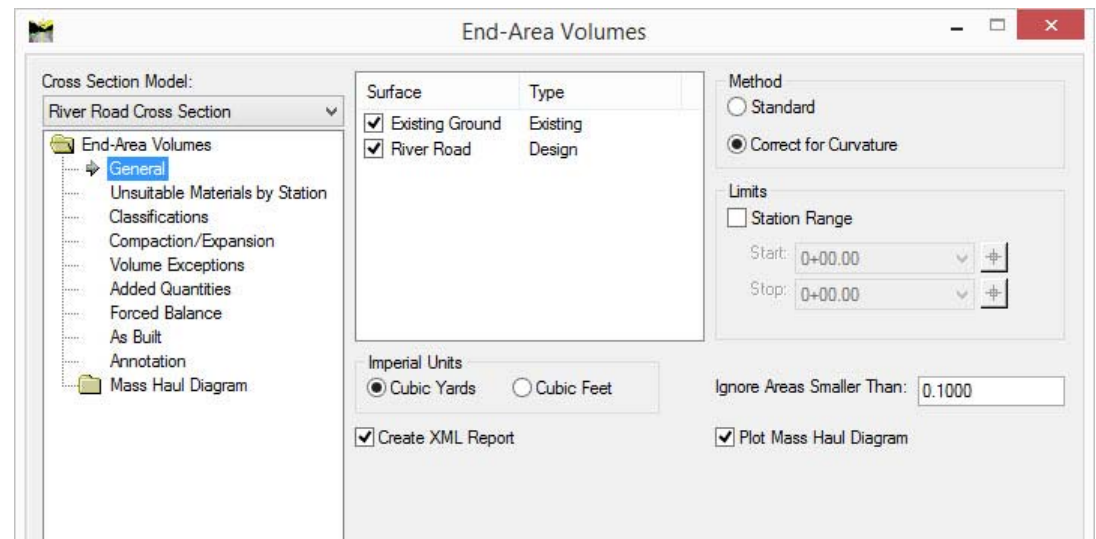 End-Area Volumes
Cross Section Model:
River Road Cross Section
End-Area Volumes
General
Unsuitable Materials by Station
Classifications
Compaction/Expansion
Volume Exceptions
Added Quantities
Forced Balance
As Built
Annotation
Mass Haul Diagram
Surface Type
Existing Ground Existing
River Road Design
Imperial Units
Cubic Yards Cubic Feet
Create XML Report
Method
Standard
Correct for Curvature
Limits
Station Range
Start: 0+00.00
Stop: 0+00.00
Ignore Areas Smaller Than: 0.1000
Plot Mass Haul Diagram